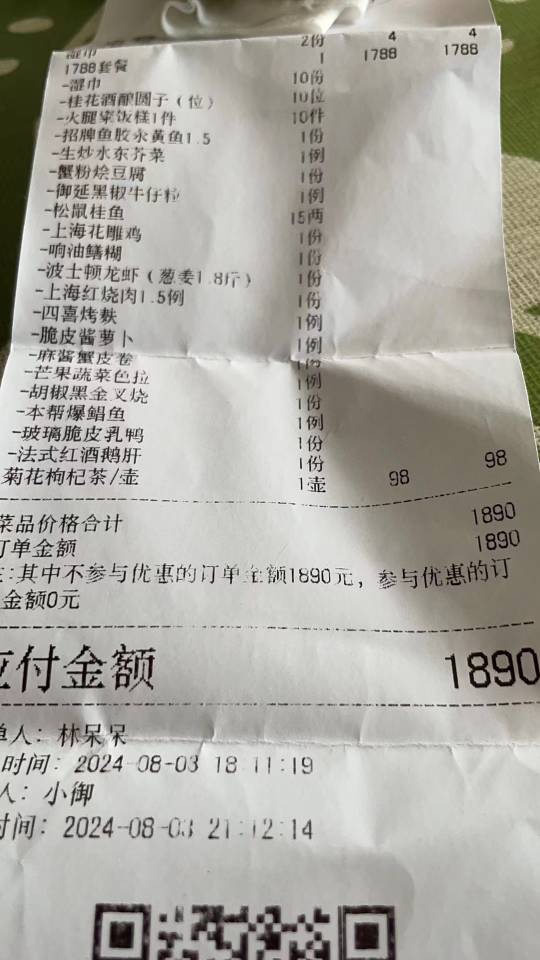 湿巾 2份 4 4
1788套餐 1 1788 1788
-湿巾 10份
-桂花酒酿圆子（位） 10位
-火腿菜饭糕1件 10件
-招牌鱼胶汆黄鱼1.5 1份
-生炒水东芥菜 1例
-蟹粉烩豆腐 1份
-御延黑椒牛仔粒 1例
-松鼠桂鱼 15两
-上海花雕鸡 1份
-响油鳝糊 1份
-波士顿龙虾（葱姜1.8斤） 1份
-上海红烧肉1.5例 1份
-四喜烤麸 1例
-脆皮酱萝卜 1例
-麻酱蟹皮卷
-芒果蔬菜色拉 1例
-胡椒黑金叉烧 1份
-本帮爆鲳鱼 1例
-玻璃脆皮乳鸭 1份
-法式红酒鹅肝 1份
菊花枸杞茶/壶 1壶 98 98
菜品价格合计 1890
订单金额 1890
:其中不参与优惠的订单金额1890元，参与优惠的订
金额0元
应付金额 1890
单人：林呆呆
时间：2024-08-03 18:11:19
人：小御
时间：2024-08-03 21:12:14